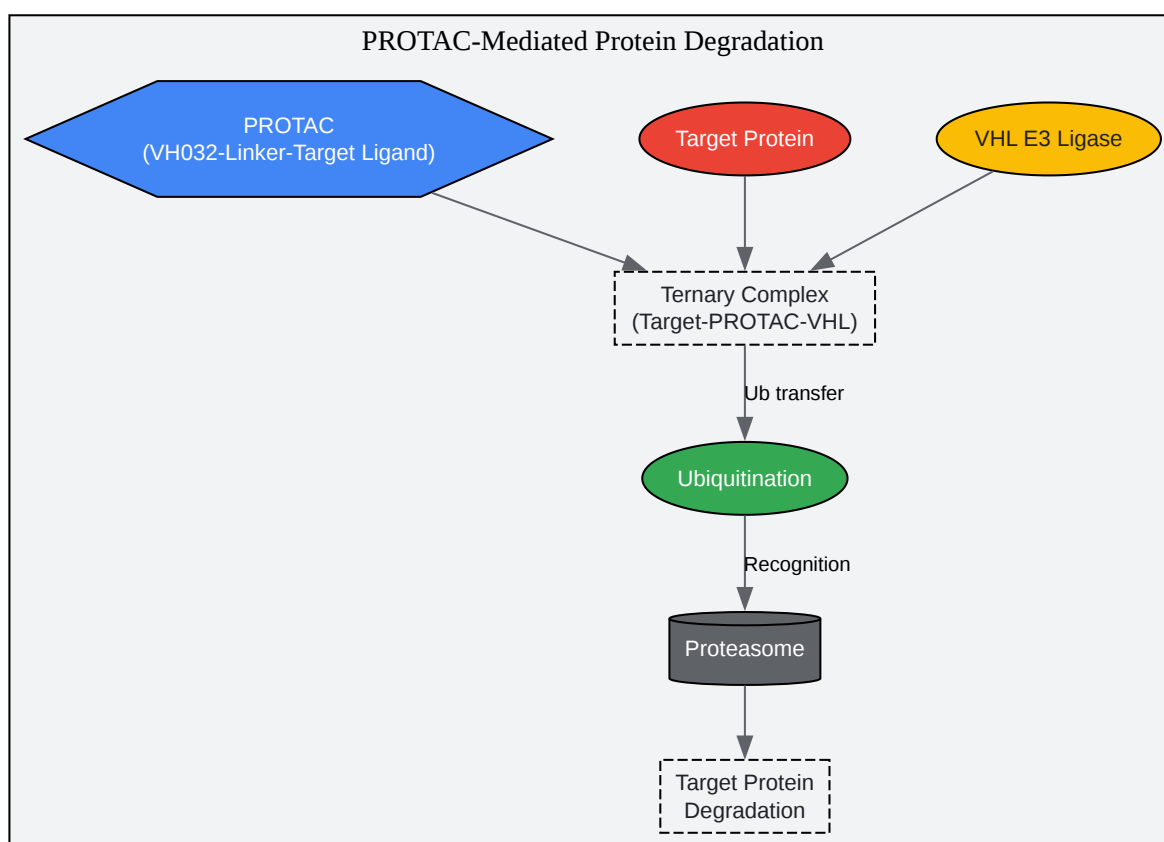 PROTAC-Mediated Protein Degradation
PROTAC
(VH032-Linker-Target Ligand)
Target Protein
VHL E3 Ligase
Ternary Complex
(Target-PROTAC-VHL)
Ub transfer
Ubiquitination
Recognition
Proteasome
Target Protein
Degradation